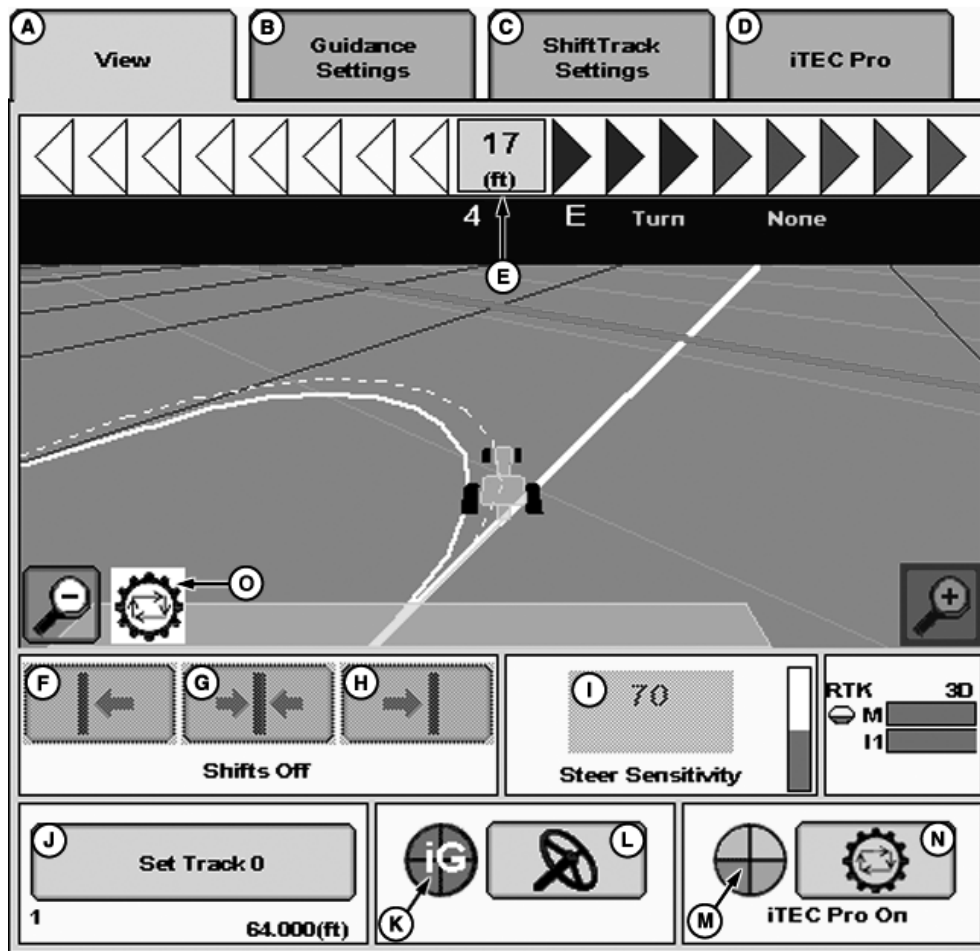 A
View
B
Guidance
Settings
C
ShiftTrack
Settings
D
iTEC Pro
17
(ft)
4 E Turn None
E
O
F
G
H
Shifts Off
I
70
Steer Sensitivity
RTK 3D
M
I1
J
Set Track 0
1
64.000(ft)
iG
K
L
M
N
iTEC Pro On